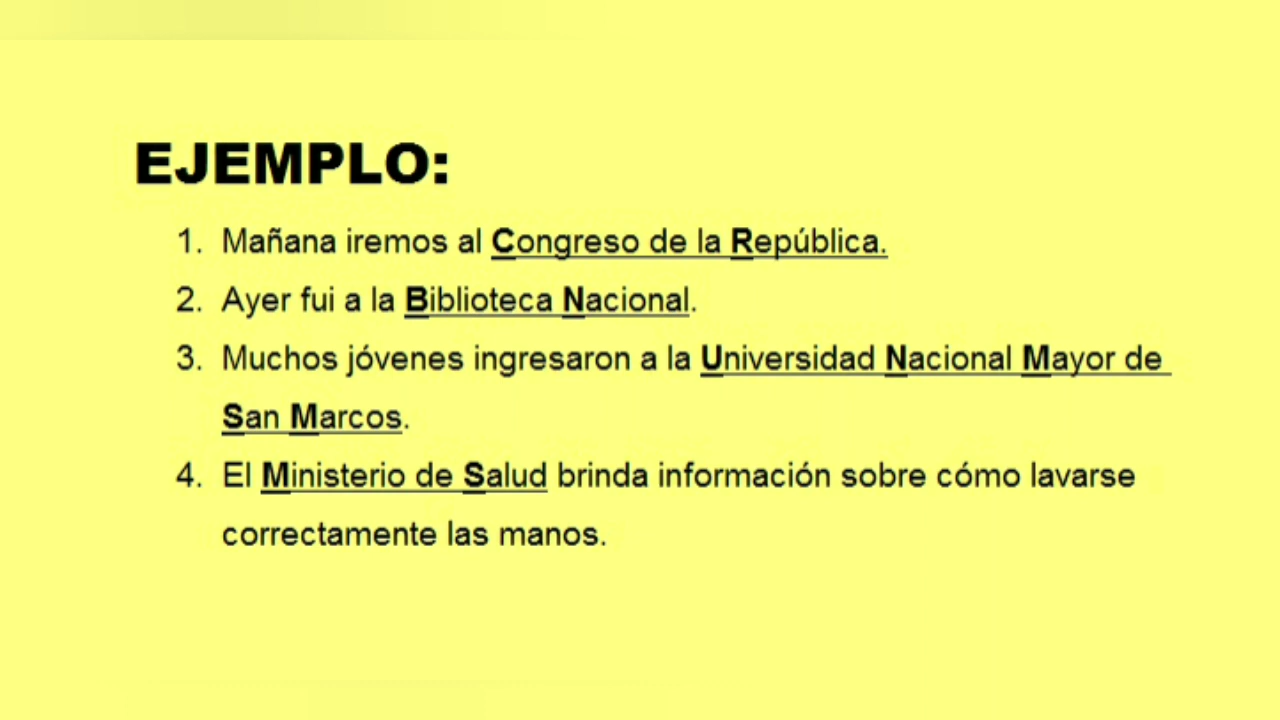 EJEMPLO:
1. Mañana iremos al Congreso de la República.
2. Ayer fui a la Biblioteca Nacional.
3. Muchos jóvenes ingresaron a la Universidad Nacional Mayor de
San Marcos.
4. El Ministerio de Salud brinda información sobre cómo lavarse
correctamente las manos.